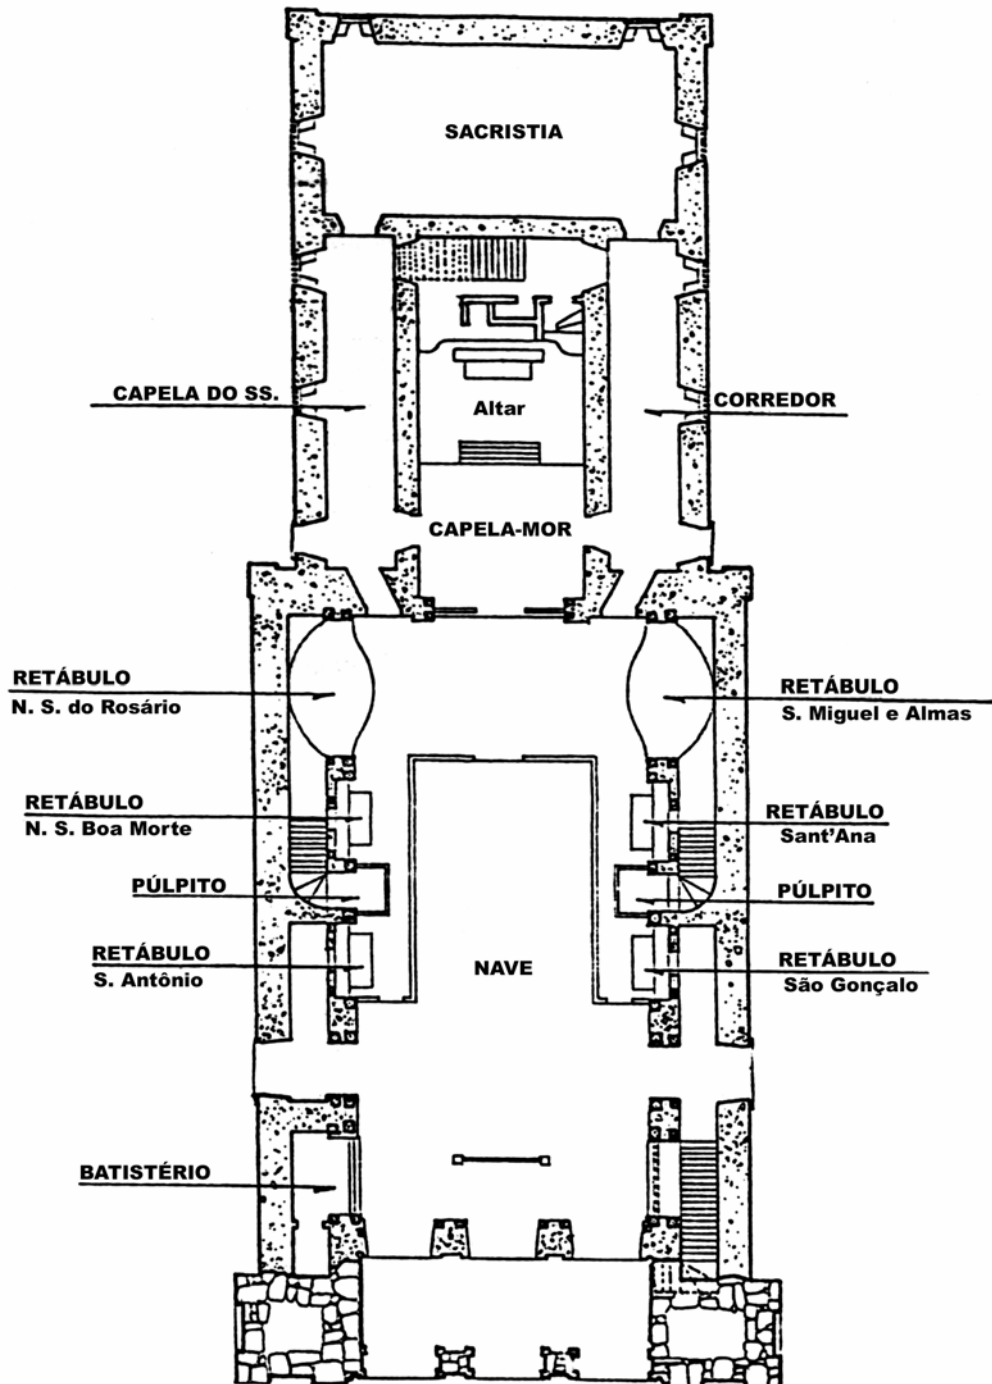 SACRISTIA
CAPELA DO SS.
Altar
CORREDOR
CAPELA-MOR
RETÁBULO
N. S. do Rosário
RETÁBULO
S. Miguel e Almas
RETÁBULO
N. S. Boa Morte
RETÁBULO
Sant'Ana
PÚLPITO
PÚLPITO
RETÁBULO
S. Antônio
NAVE
RETÁBULO
São Gonçalo
BATISTÉRIO